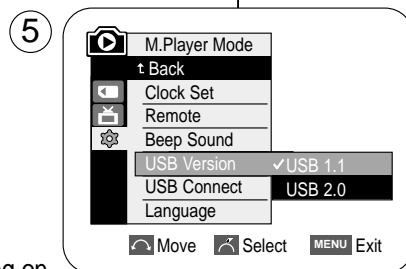 5
M.Player Mode
Back
Clock Set
Remote
Beep Sound
USB Version ✓USB 1.1
USB Connect USB 2.0
Language
Move Select MENU Exit